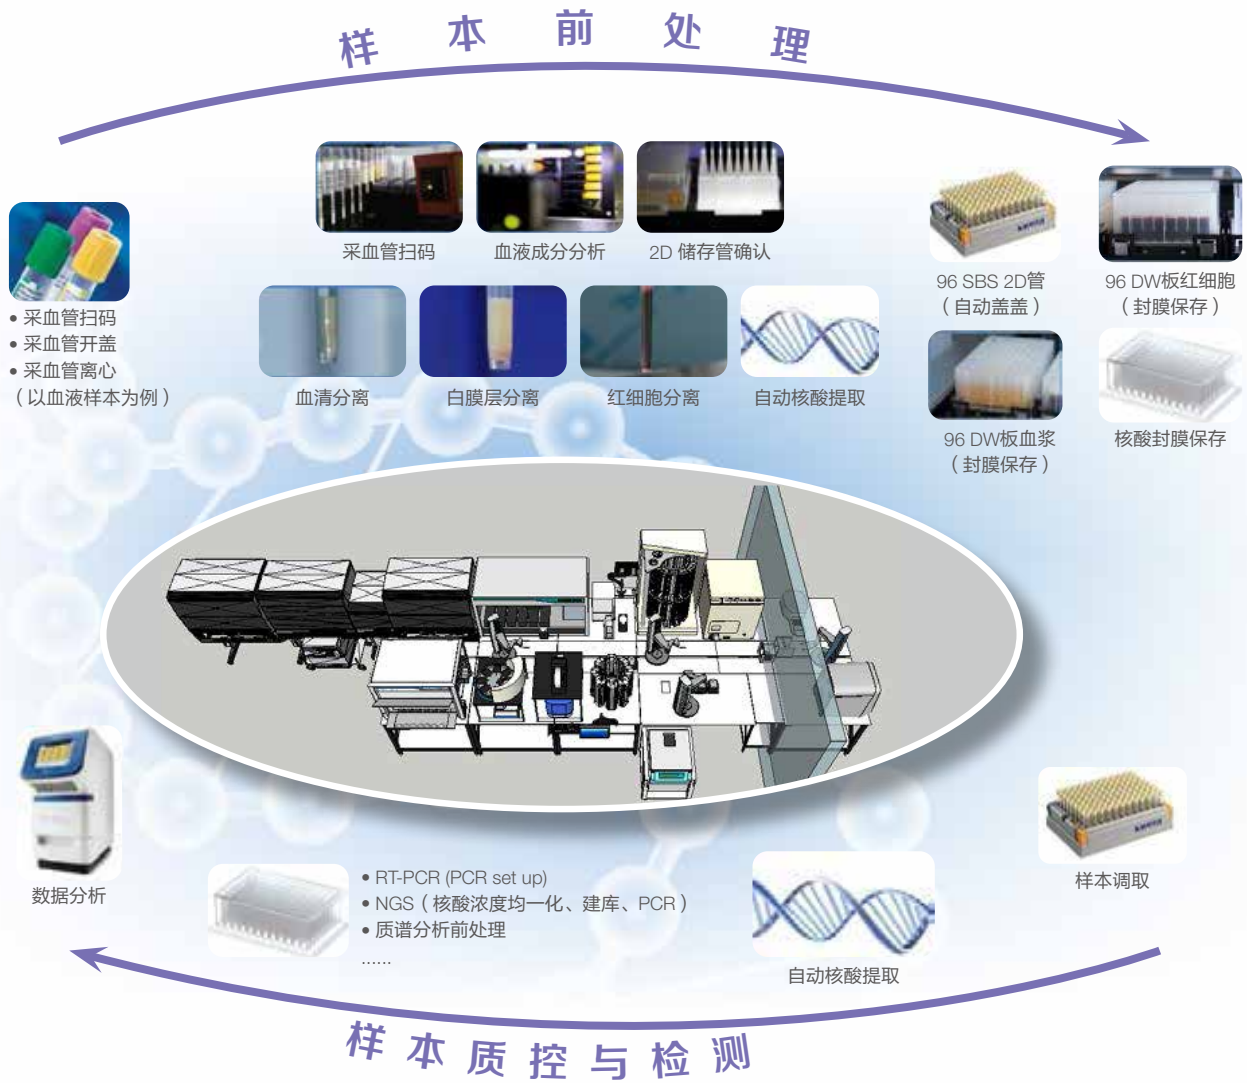 样本前处理
采血管扫码
血液成分分析
2D 储存管确认
• 采血管扫码
• 采血管开盖
• 采血管离心
（以血液样本为例）
血清分离
白膜层分离
红细胞分离
自动核酸提取
96 SBS 2D管
（自动盖盖）
96 DW板红细胞
（封膜保存）
96 DW板血浆
（封膜保存）
核酸封膜保存
数据分析
• RT-PCR (PCR set up)
• NGS（核酸浓度均一化、建库、PCR）
• 质谱分析前处理
......
自动核酸提取
样本调取
样本质控与检测